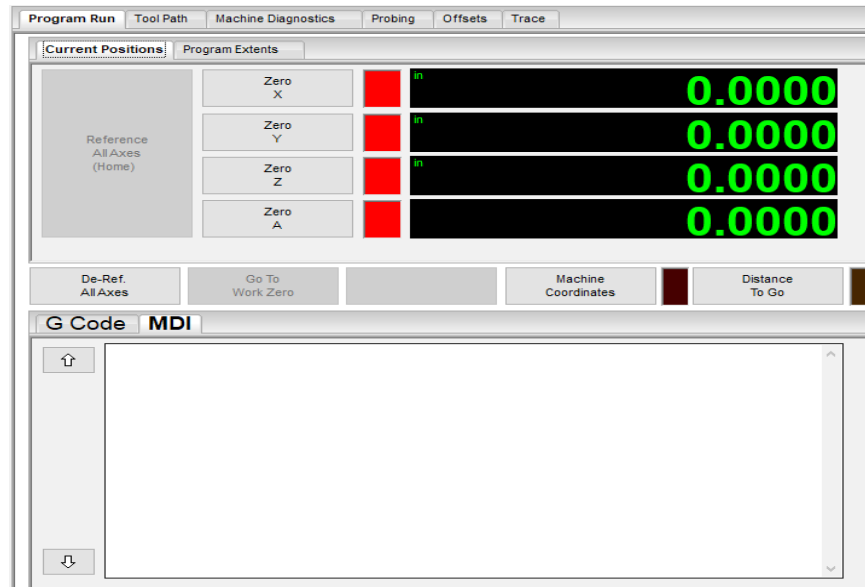 Program Run Tool Path Machine Diagnostics Probing Offsets Trace
Current Positions Program Extents
Reference
All Axes
(Home)
Zero
X
in 0.0000
Zero
Y
in 0.0000
Zero
Z
in 0.0000
Zero
A
0.0000
De-Ref.
All Axes
Go To
Work Zero
Machine
Coordinates
Distance
To Go
G Code MDI